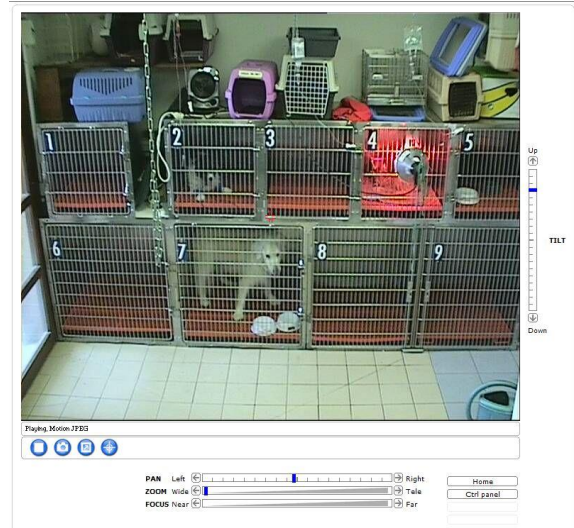 1
2
3
4
5
6
7
8
9
Up
TILT
Down
Playing, Motion JPEG
PAN Left Right
ZOOM Wide Tele
FOCUS Near Far
Home
Ctrl panel